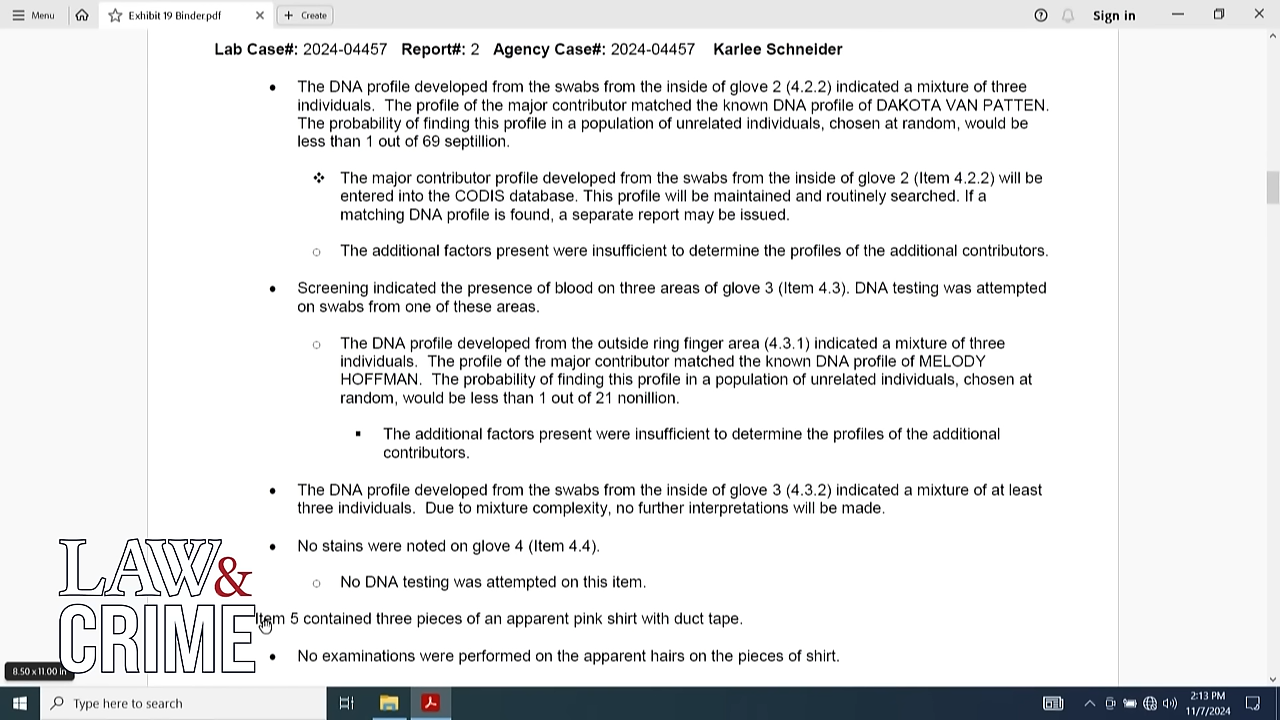 Menu
Exhibit 19 Binder.pdf
Create
Sign in
Lab Case#: 2024-04457 Report#: 2 Agency Case#: 2024-04457 Karlee Schneider
• The DNA profile developed from the swabs from the inside of glove 2 (4.2.2) indicated a mixture of three
individuals. The profile of the major contributor matched the known DNA profile of DAKOTA VAN PATTEN.
The probability of finding this profile in a population of unrelated individuals, chosen at random, would be
less than 1 out of 69 septillion.
❖ The major contributor profile developed from the swabs from the inside of glove 2 (Item 4.2.2) will be
entered into the CODIS database. This profile will be maintained and routinely searched. If a
matching DNA profile is found, a separate report may be issued.
○ The additional factors present were insufficient to determine the profiles of the additional contributors.
• Screening indicated the presence of blood on three areas of glove 3 (Item 4.3). DNA testing was attempted
on swabs from one of these areas.
○ The DNA profile developed from the outside ring finger area (4.3.1) indicated a mixture of three
individuals. The profile of the major contributor matched the known DNA profile of MELODY
HOFFMAN. The probability of finding this profile in a population of unrelated individuals, chosen at
random, would be less than 1 out of 21 nonillion.
▪ The additional factors present were insufficient to determine the profiles of the additional
contributors.
• The DNA profile developed from the swabs from the inside of glove 3 (4.3.2) indicated a mixture of at least
three individuals. Due to mixture complexity, no further interpretations will be made.
• No stains were noted on glove 4 (Item 4.4).
○ No DNA testing was attempted on this item.
Item 5 contained three pieces of an apparent pink shirt with duct tape.
• No examinations were performed on the apparent hairs on the pieces of shirt.
LAW&
CRIME
8.50 x 11.00 in
Type here to search
2:13 PM
11/7/2024